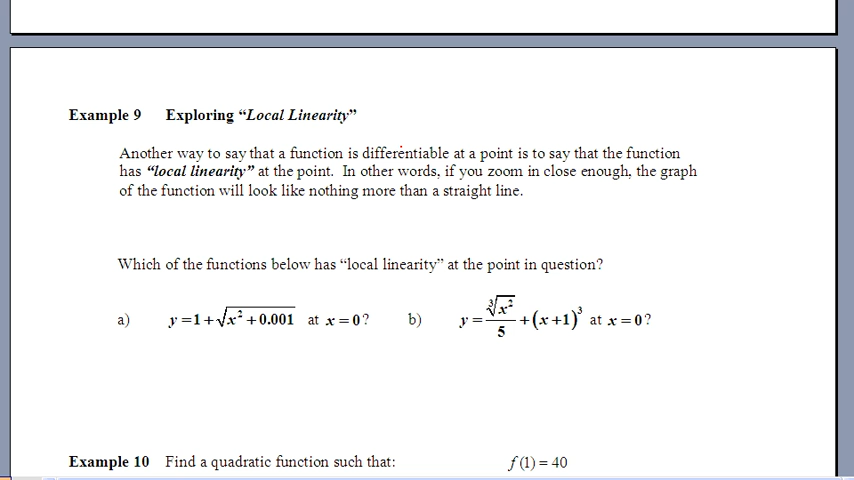 Example 9 Exploring “Local Linearity”
Another way to say that a function is differentiable at a point is to say that the function
has “local linearity” at the point. In other words, if you zoom in close enough, the graph
of the function will look like nothing more than a straight line.
Which of the functions below has “local linearity” at the point in question?
a) y = 1 + √(x² + 0.001) at x = 0? b) y = ∛(x²)/5 + (x + 1)³ at x = 0?
Example 10 Find a quadratic function such that: f(1) = 40